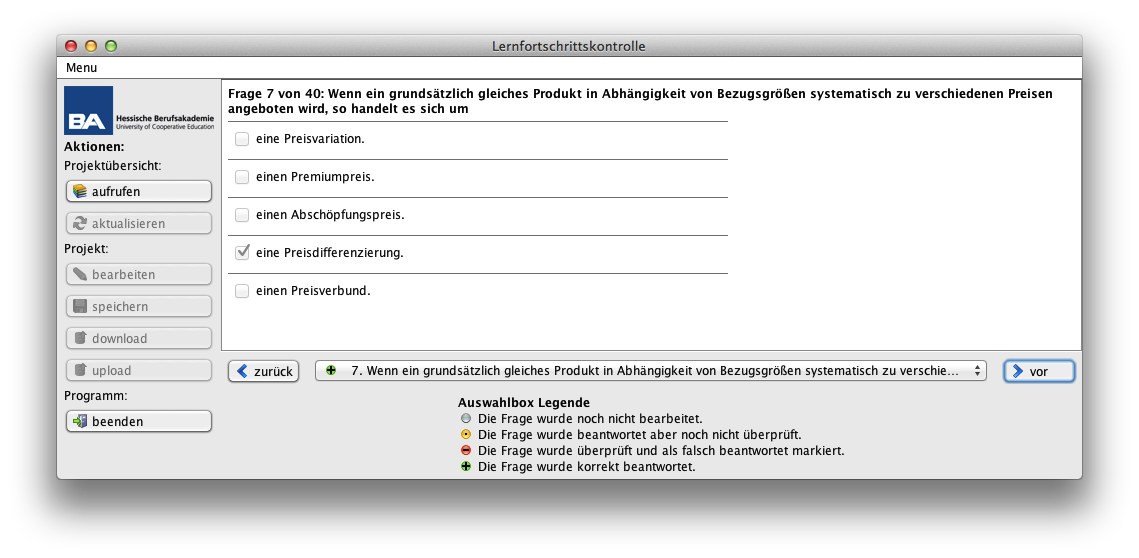 Lernfortschrittskontrolle
Menu
BA Hessische Berufsakademie
University of Cooperative Education
Aktionen:
Projektübersicht:
aufrufen
aktualisieren
Projekt:
bearbeiten
speichern
download
upload
Programm:
beenden
Frage 7 von 40: Wenn ein grundsätzlich gleiches Produkt in Abhängigkeit von Bezugsgrößen systematisch zu verschiedenen Preisen
angeboten wird, so handelt es sich um
eine Preisvariation.
einen Premiumpreis.
einen Abschöpfungspreis.
eine Preisdifferenzierung.
einen Preisverbund.
zurück
7. Wenn ein grundsätzlich gleiches Produkt in Abhängigkeit von Bezugsgrößen systematisch zu verschie...
vor
Auswahlbox Legende
Die Frage wurde noch nicht bearbeitet.
Die Frage wurde beantwortet aber noch nicht überprüft.
Die Frage wurde überprüft und als falsch beantwortet markiert.
Die Frage wurde korrekt beantwortet.